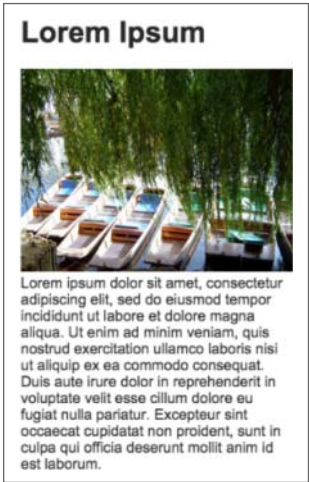 Lorem Ipsum
Lorem ipsum dolor sit amet, consectetur
adipiscing elit, sed do eiusmod tempor
incididunt ut labore et dolore magna
aliqua. Ut enim ad minim veniam, quis
nostrud exercitation ullamco laboris nisi
ut aliquip ex ea commodo consequat.
Duis aute irure dolor in reprehenderit in
voluptate velit esse cillum dolore eu
fugiat nulla pariatur. Excepteur sint
occaecat cupidatat non proident, sunt in
culpa qui officia deserunt mollit anim id
est laborum.